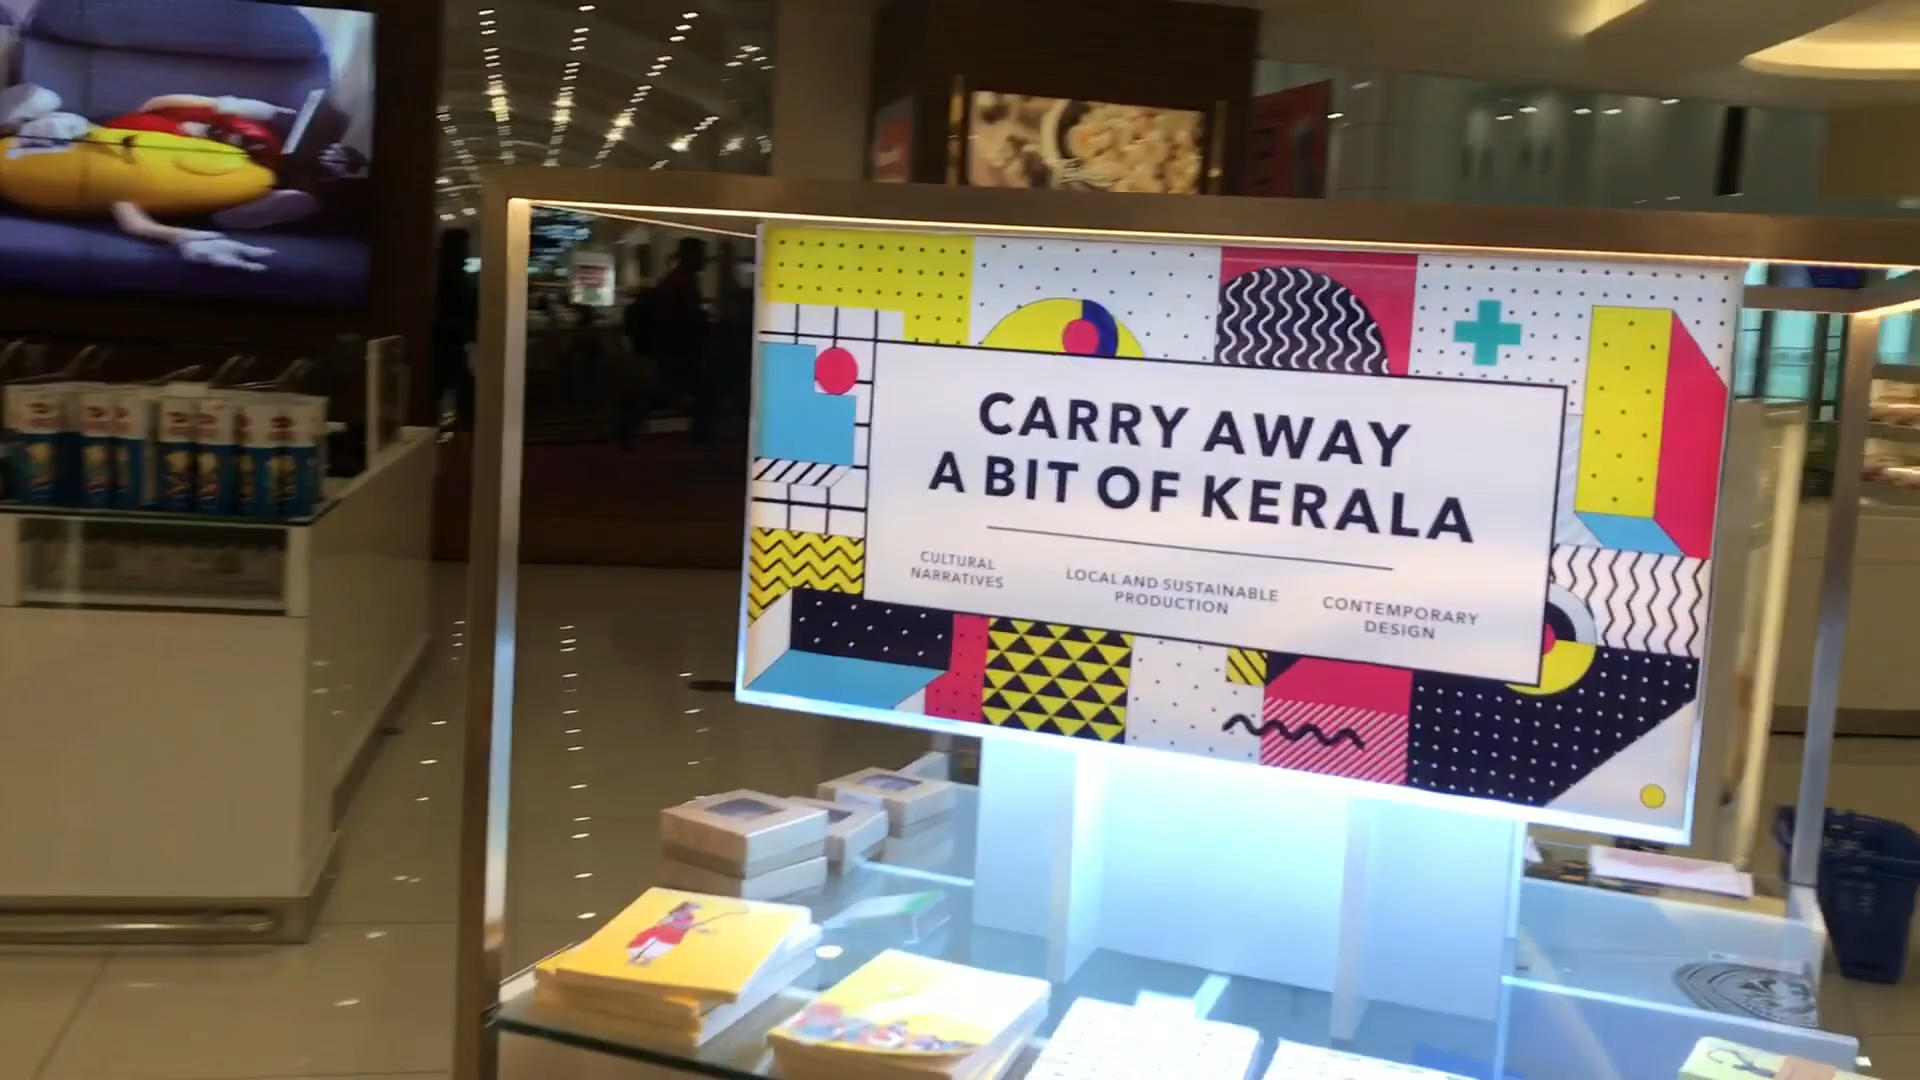 CARRY AWAY
A BIT OF KERALA
CULTURAL
NARRATIVES
LOCAL AND SUSTAINABLE
PRODUCTION
CONTEMPORARY
DESIGN